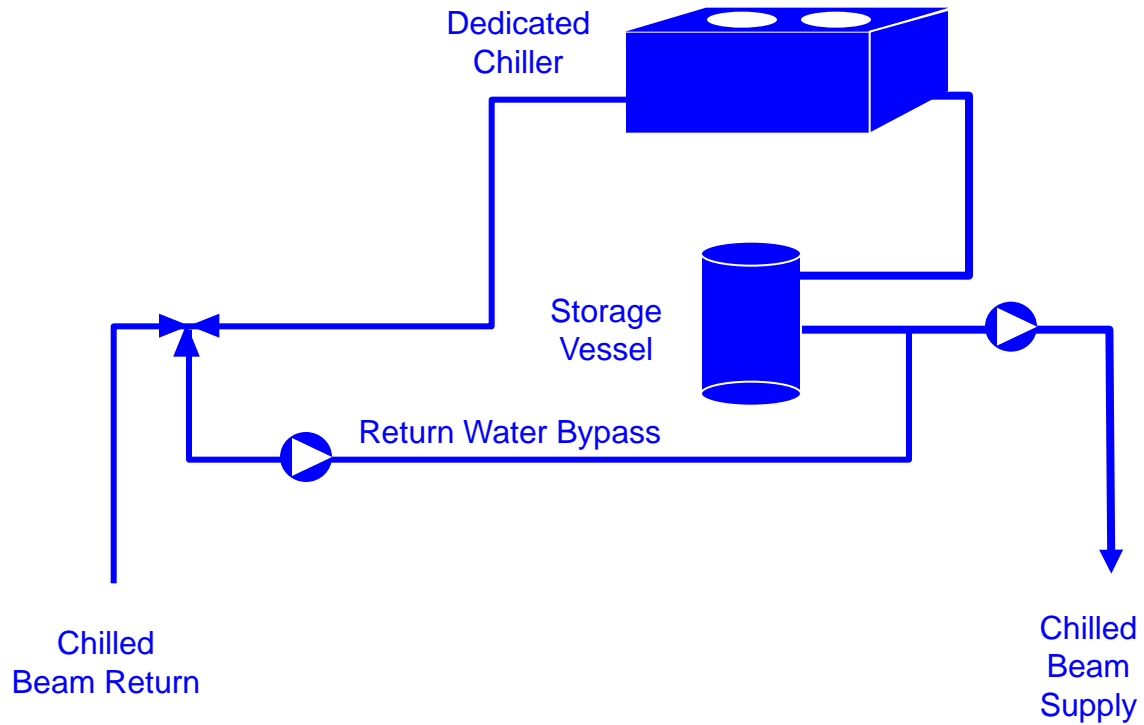 Dedicated
Chiller
Storage
Vessel
Return Water Bypass
Chilled
Beam Return
Chilled
Beam
Supply